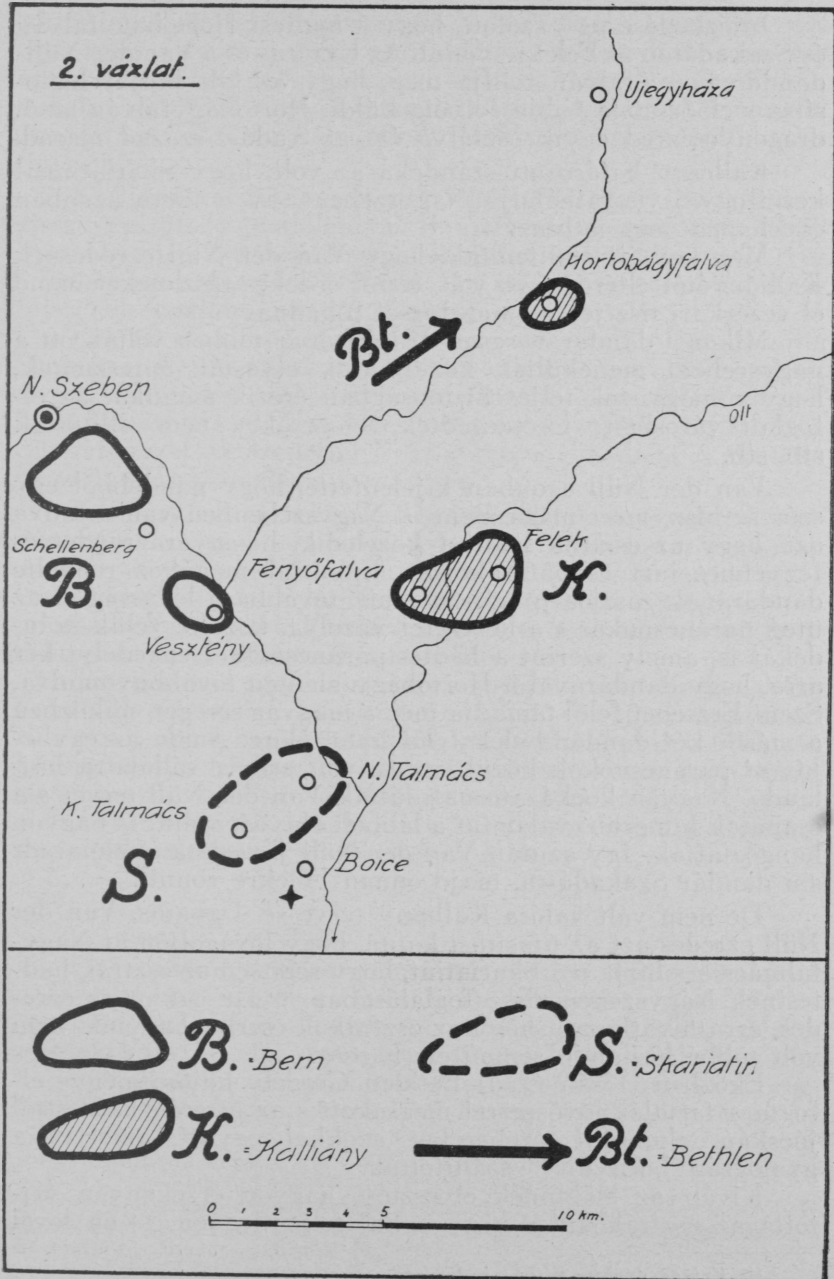 2. vázlat.
Ujegyháza
Hortobágyfalva
Bt.
N. Szeben
Olt
Schellenberg
Felek
B.
Fenyőfalva
K.
Vesztény
N. Talmács
K. Talmács
S.
Boice
B. = Bem
S. = Skariatin
K. = Kalliány
Bt. = Bethlen
0 1 2 3 4 5 10 km.